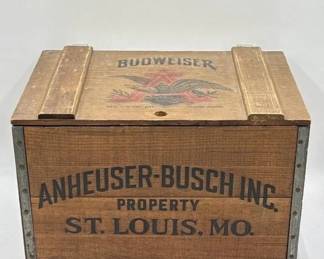 BUDWEISER
ANHEUSER-BUSCH INC.
PROPERTY
ST. LOUIS, MO.